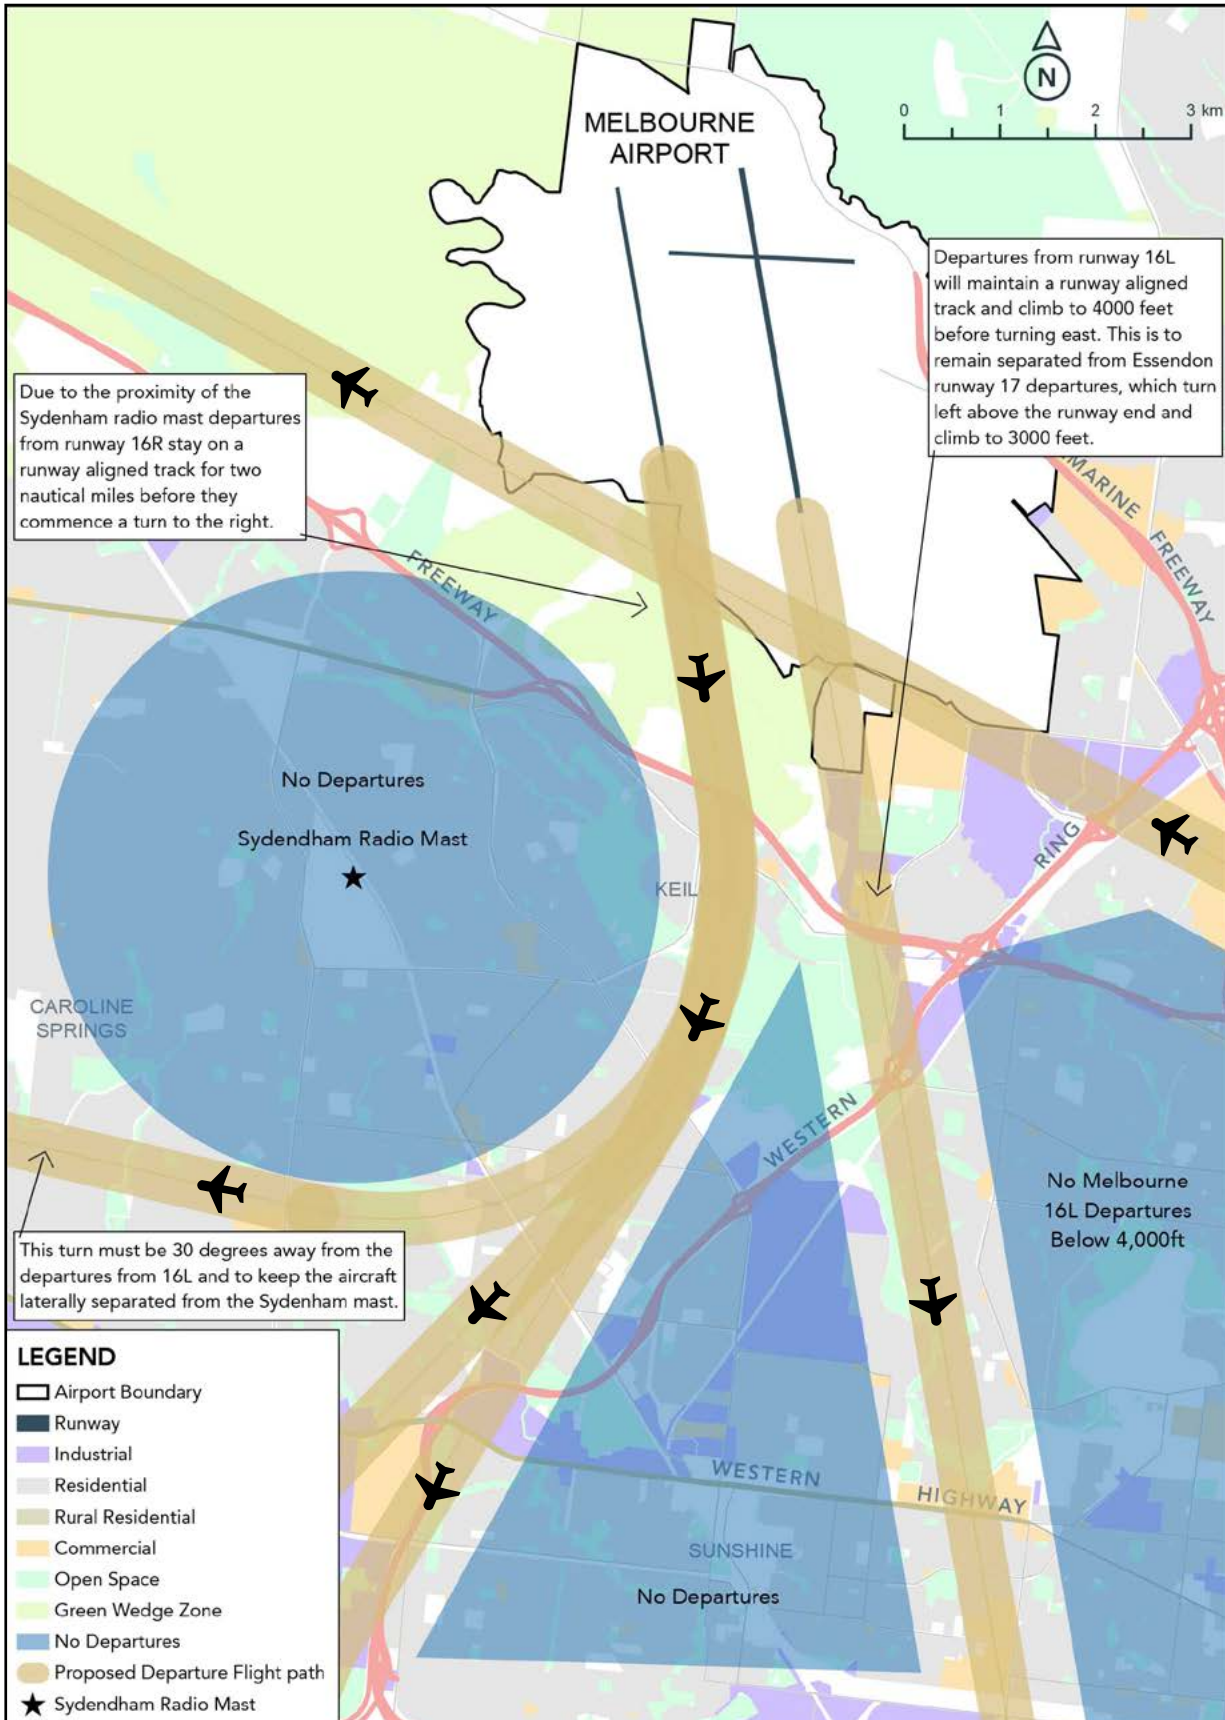 MELBOURNE
AIRPORT
N
0 1 2 3 km
Departures from runway 16L
will maintain a runway aligned
track and climb to 4000 feet
before turning east. This is to
remain separated from Essendon
runway 17 departures, which turn
left above the runway end and
climb to 3000 feet.
Due to the proximity of the
Sydenham radio mast departures
from runway 16R stay on a
runway aligned track for two
nautical miles before they
commence a turn to the right.
MARINE
FREEWAY
FREEWAY
No Departures
Sydendham Radio Mast
KEIL
RING
CAROLINE
SPRINGS
WESTERN
No Melbourne
16L Departures
Below 4,000ft
This turn must be 30 degrees away from the
departures from 16L and to keep the aircraft
laterally separated from the Sydenham mast.
WESTERN
HIGHWAY
SUNSHINE
No Departures
LEGEND
Airport Boundary
Runway
Industrial
Residential
Rural Residential
Commercial
Open Space
Green Wedge Zone
No Departures
Proposed Departure Flight path
Sydendham Radio Mast